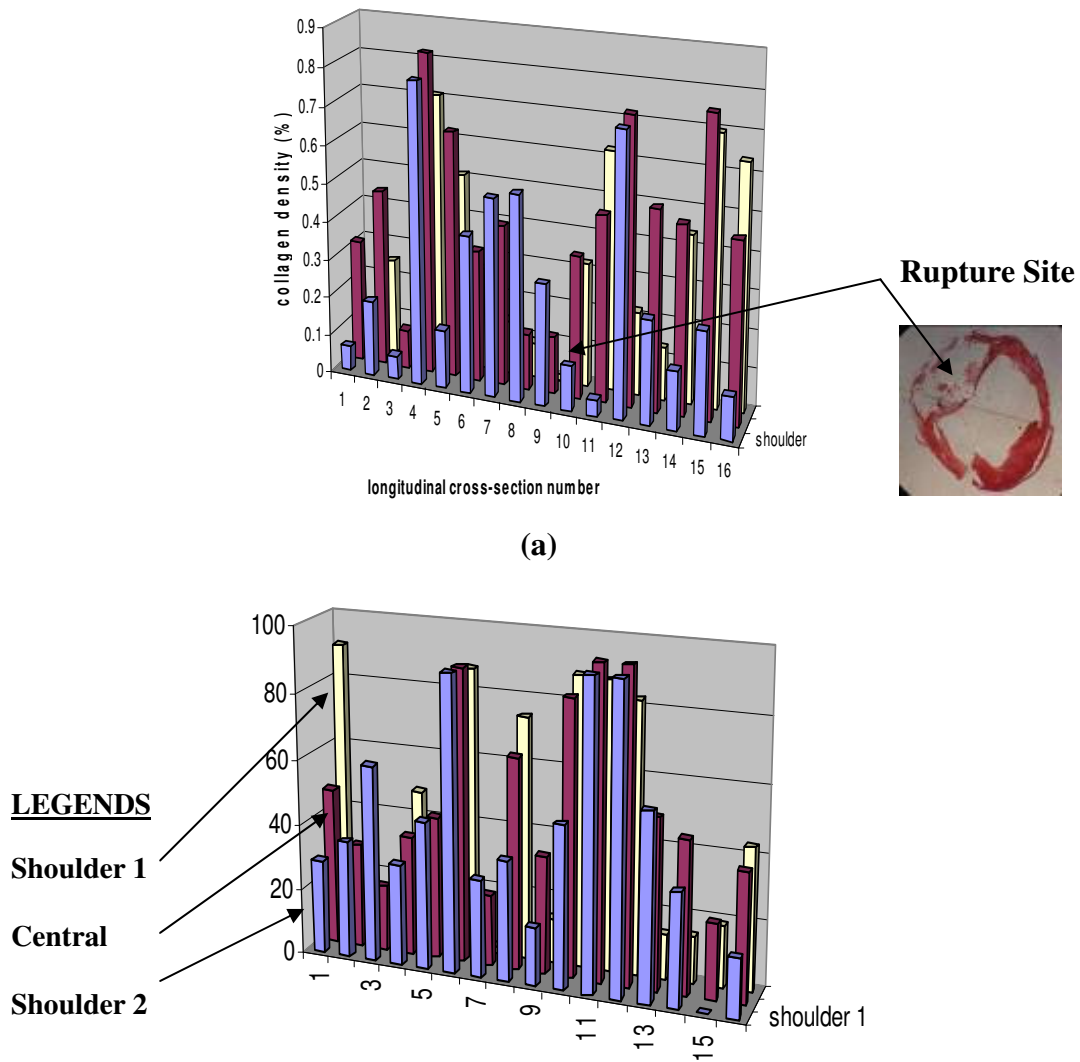 0.9
0.8
0.7
0.6
0.5
0.4
0.3
0.2
0.1
0
collagen density (%)
1 2 3 4 5 6 7 8 9 10 11 12 13 14 15 16
shoulder
longitudinal cross-section number
Rupture Site
(a)
100
80
60
40
20
0
1 3 5 7 9 11 13 15
shoulder 1
LEGENDS
Shoulder 1
Central
Shoulder 2